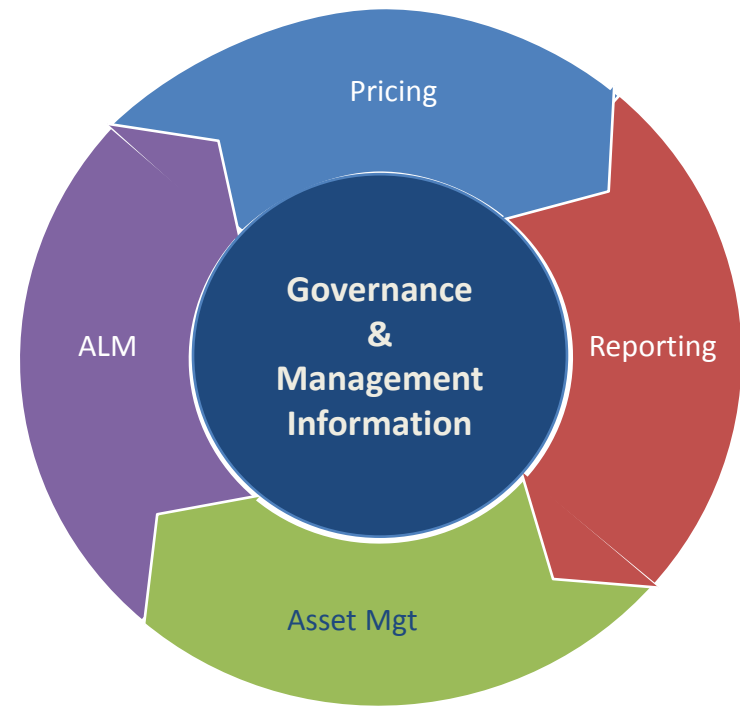 Pricing
Governance
&
Management
Information
ALM
Reporting
Asset Mgt